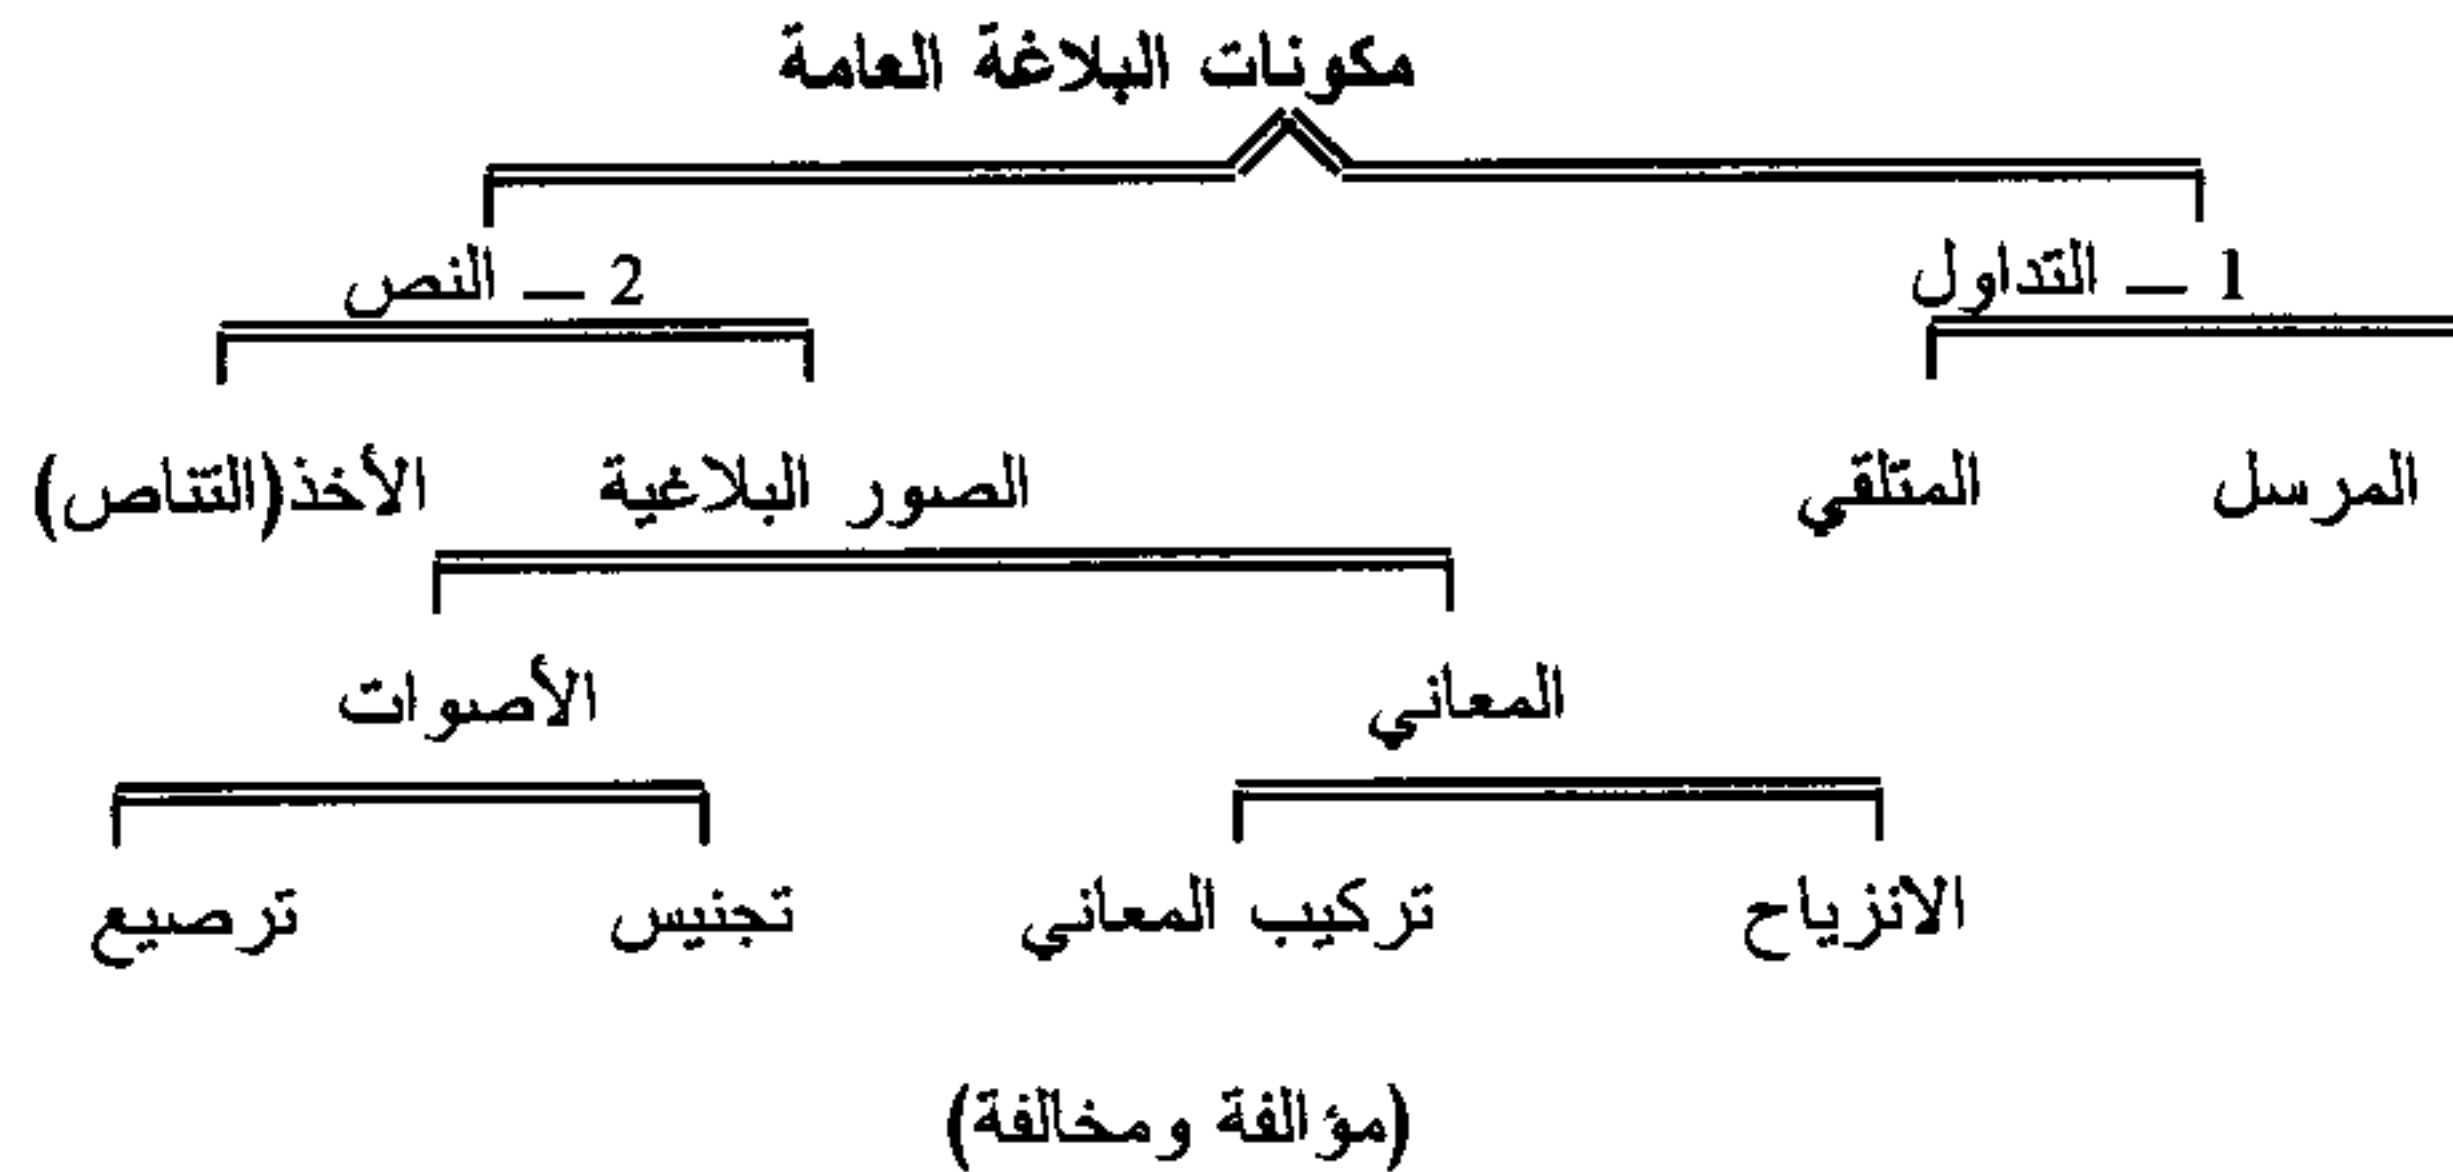 مكونات البلاغة العامة
1 — التداول 2 — النص
المرسل المتلقي الصور البلاغية الأخذ(التناص)
المعاني الأصوات
الانزياح تركيب المعاني تجنيس ترصيع
(مؤالفة ومخالفة)